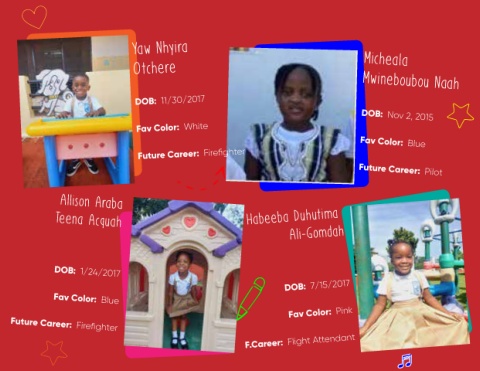 Yaw Nhyira
Otchere
DOB: 11/30/2017
Fav Color: White
Future Career: Firefighter
Micheala
Mwineboubou Naah
DOB: Nov 2, 2015
Fav Color: Blue
Future Career: Pilot
Allison Araba
Teena Acquah
DOB: 1/24/2017
Fav Color: Blue
Future Career: Firefighter
Habeeba Duhutima
Ali-Gomdah
DOB: 7/15/2017
Fav Color: Pink
F.Career: Flight Attendant